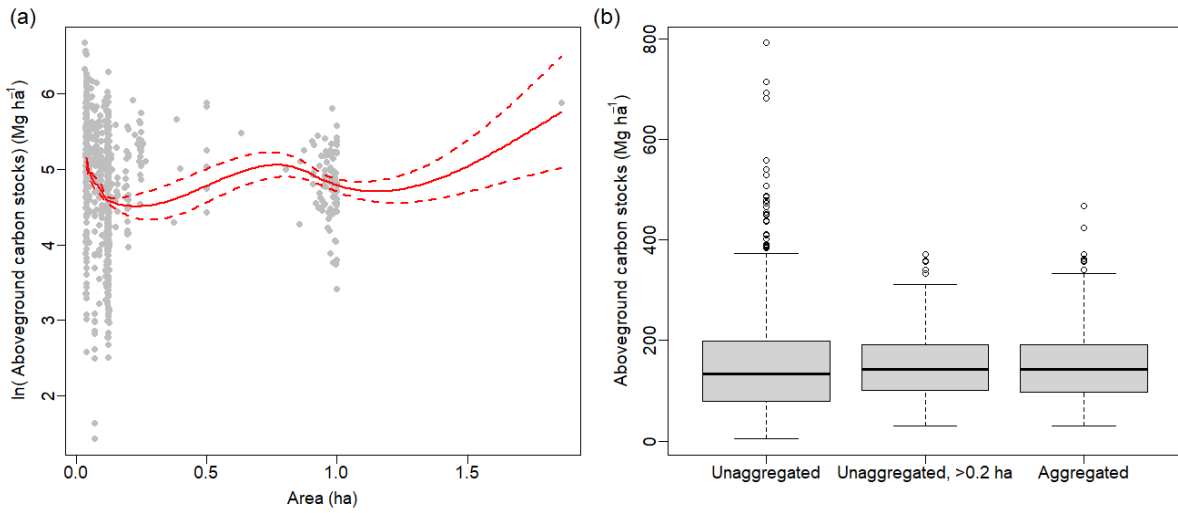 (a)
ln( Aboveground carbon stocks) (Mg ha⁻¹)
6
5
4
3
2
0.0
0.5
1.0
1.5
Area (ha)
(b)
Aboveground carbon stocks (Mg ha⁻¹)
800
600
400
200
0
Unaggregated
Unaggregated, >0.2 ha
Aggregated